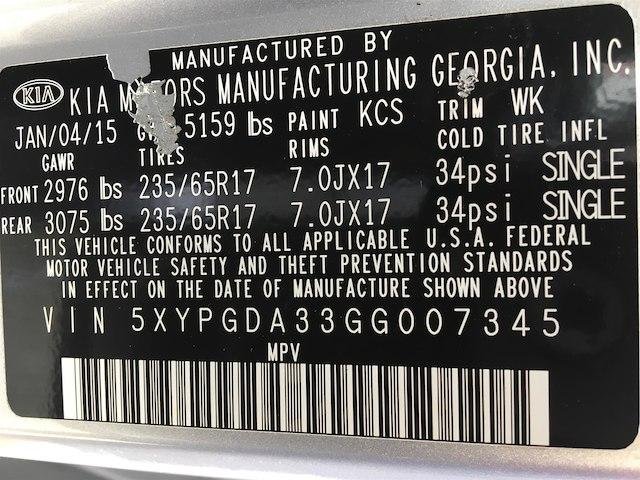 MANUFACTURED BY
KIA KIA MOTORS MANUFACTURING GEORGIA, INC.
JAN/04/15 5159 lbs PAINT KCS TRIM WK
GAWR TIRES RIMS COLD TIRE INFL
FRONT 2976 lbs 235/65R17 7.0JX17 34psi SINGLE
REAR 3075 lbs 235/65R17 7.0JX17 34psi SINGLE
THIS VEHICLE CONFORMS TO ALL APPLICABLE U.S.A. FEDERAL
MOTOR VEHICLE SAFETY AND THEFT PREVENTION STANDARDS
IN EFFECT ON THE DATE OF MANUFACTURE SHOWN ABOVE
VIN 5XYPGDA33GG007345
MPV